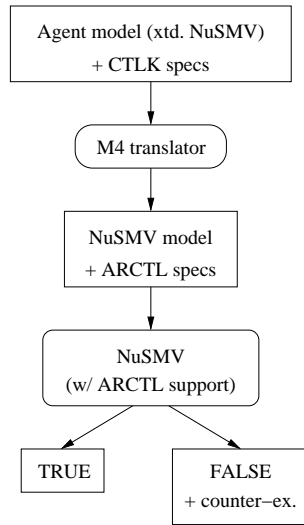 Agent model (xtd. NuSMV)
+ CTLK specs
M4 translator
NuSMV model
+ ARCTL specs
NuSMV
(w/ ARCTL support)
TRUE
FALSE
+ counter−ex.